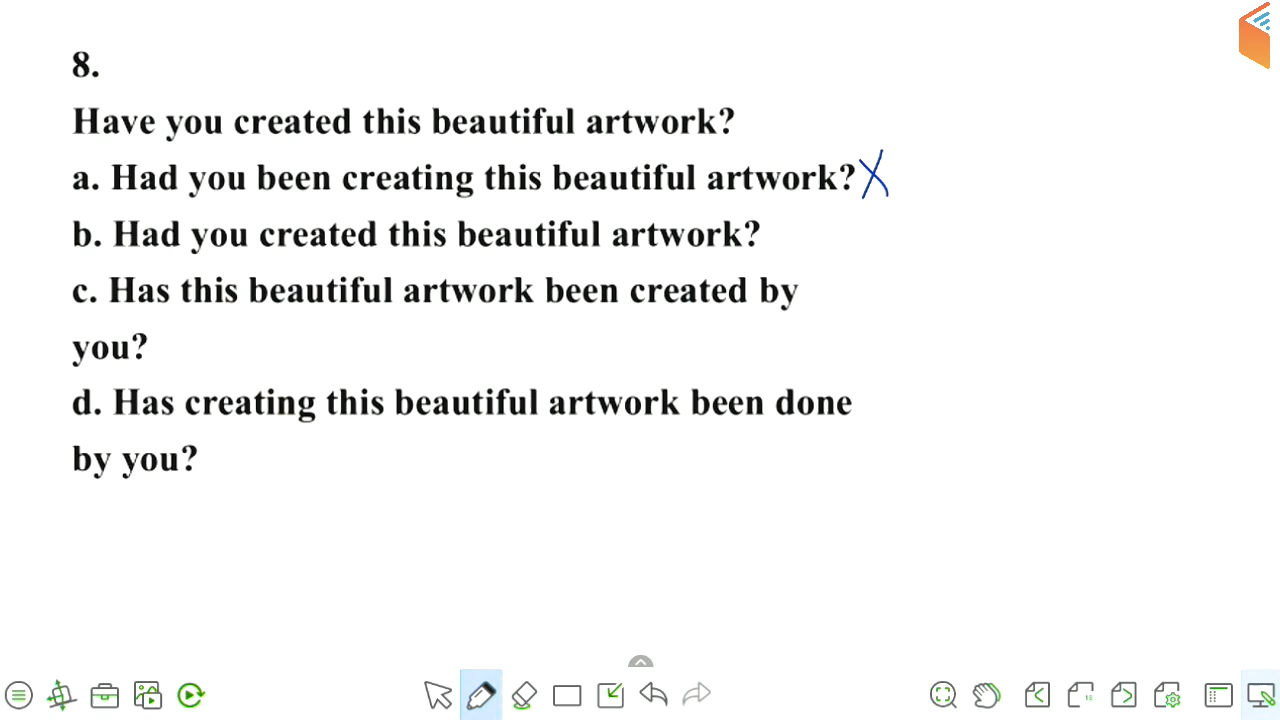 8.
Have you created this beautiful artwork?
a. Had you been creating this beautiful artwork? X
b. Had you created this beautiful artwork?
c. Has this beautiful artwork been created by
you?
d. Has creating this beautiful artwork been done
by you?